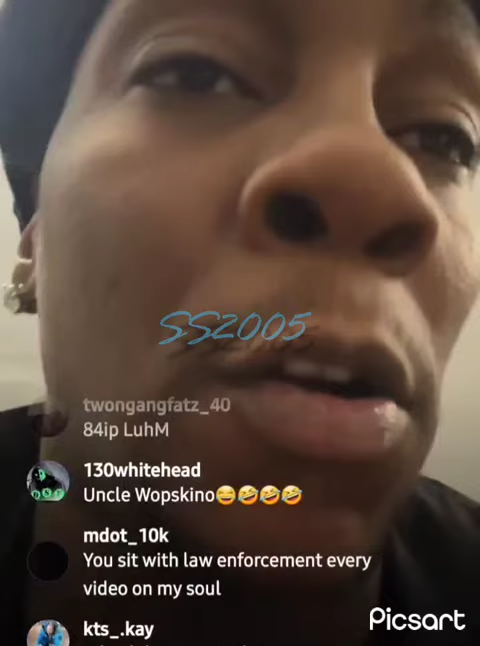 SS2005
twongangfatz_40
84ip LuhM
130whitehead
Uncle Wopskino😂🤣🤣🤣
mdot_10k
You sit with law enforcement every
video on my soul
Picsart
kts_.kay